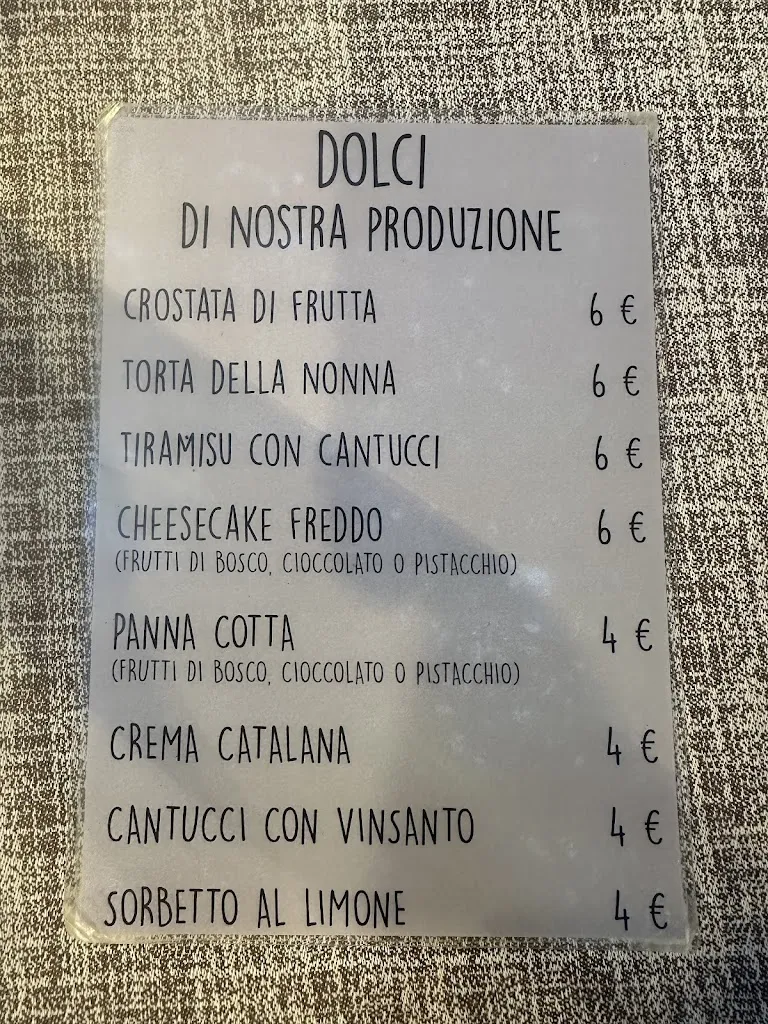 DOLCI
DI NOSTRA PRODUZIONE
CROSTATA DI FRUTTA 6 €
TORTA DELLA NONNA 6 €
TIRAMISU CON CANTUCCI 6 €
CHEESECAKE FREDDO 6 €
(FRUTTI DI BOSCO, CIOCCOLATO O PISTACCHIO)
PANNA COTTA 4 €
(FRUTTI DI BOSCO, CIOCCOLATO O PISTACCHIO)
CREMA CATALANA 4 €
CANTUCCI CON VINSANTO 4 €
SORBETTO AL LIMONE 4 €